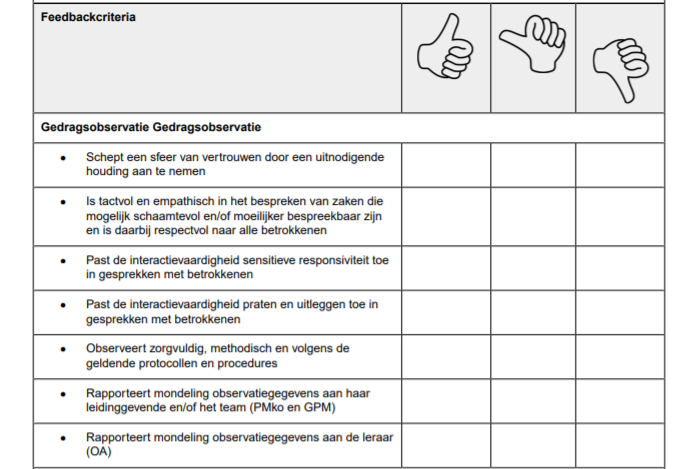 Feedbackcriteria
Gedragsobservatie Gedragsobservatie
• Schept een sfeer van vertrouwen door een uitnodigende
houding aan te nemen
• Is tactvol en empathisch in het bespreken van zaken die
mogelijk schaamtevol en/of moeilijker bespreekbaar zijn
en is daarbij respectvol naar alle betrokkenen
• Past de interactievaardigheid sensitieve responsiviteit toe
in gesprekken met betrokkenen
• Past de interactievaardigheid praten en uitleggen toe in
gesprekken met betrokkenen
• Observeert zorgvuldig, methodisch en volgens de
geldende protocollen en procedures
• Rapporteert mondeling observatiegegevens aan haar
leidinggevende en/of het team (PMko en GPM)
• Rapporteert mondeling observatiegegevens aan de leraar
(OA)